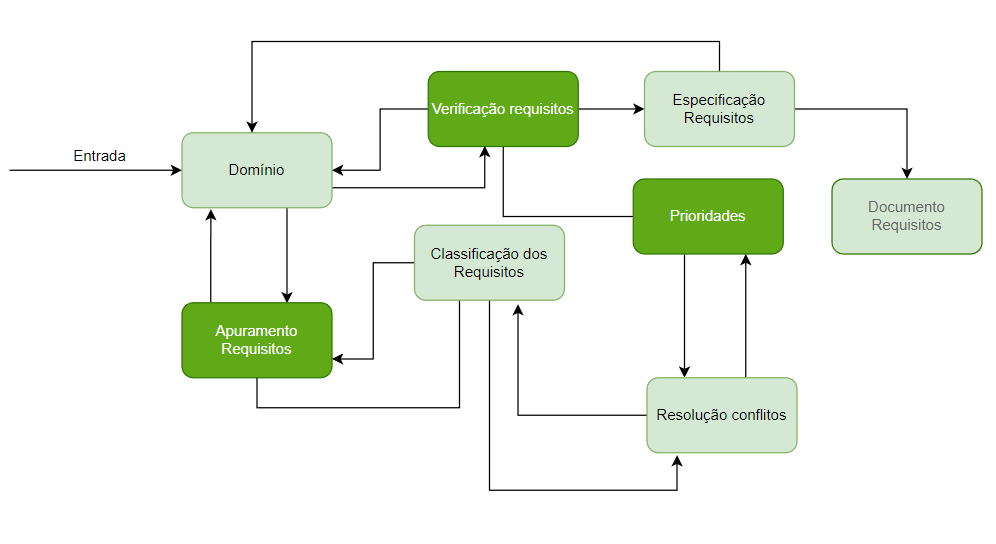 Entrada
Domínio
Verificação requisitos
Especificação
Requisitos
Documento
Requisitos
Prioridades
Classificação dos
Requisitos
Apuramento
Requisitos
Resolução conflitos